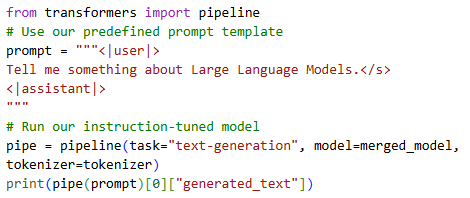 from transformers import pipeline
# Use our predefined prompt template
prompt = """<|user|>
Tell me something about Large Language Models.</s>
<|assistant|>
"""
# Run our instruction-tuned model
pipe = pipeline(task="text-generation", model=merged_model,
tokenizer=tokenizer)
print(pipe(prompt)[0]["generated_text"])